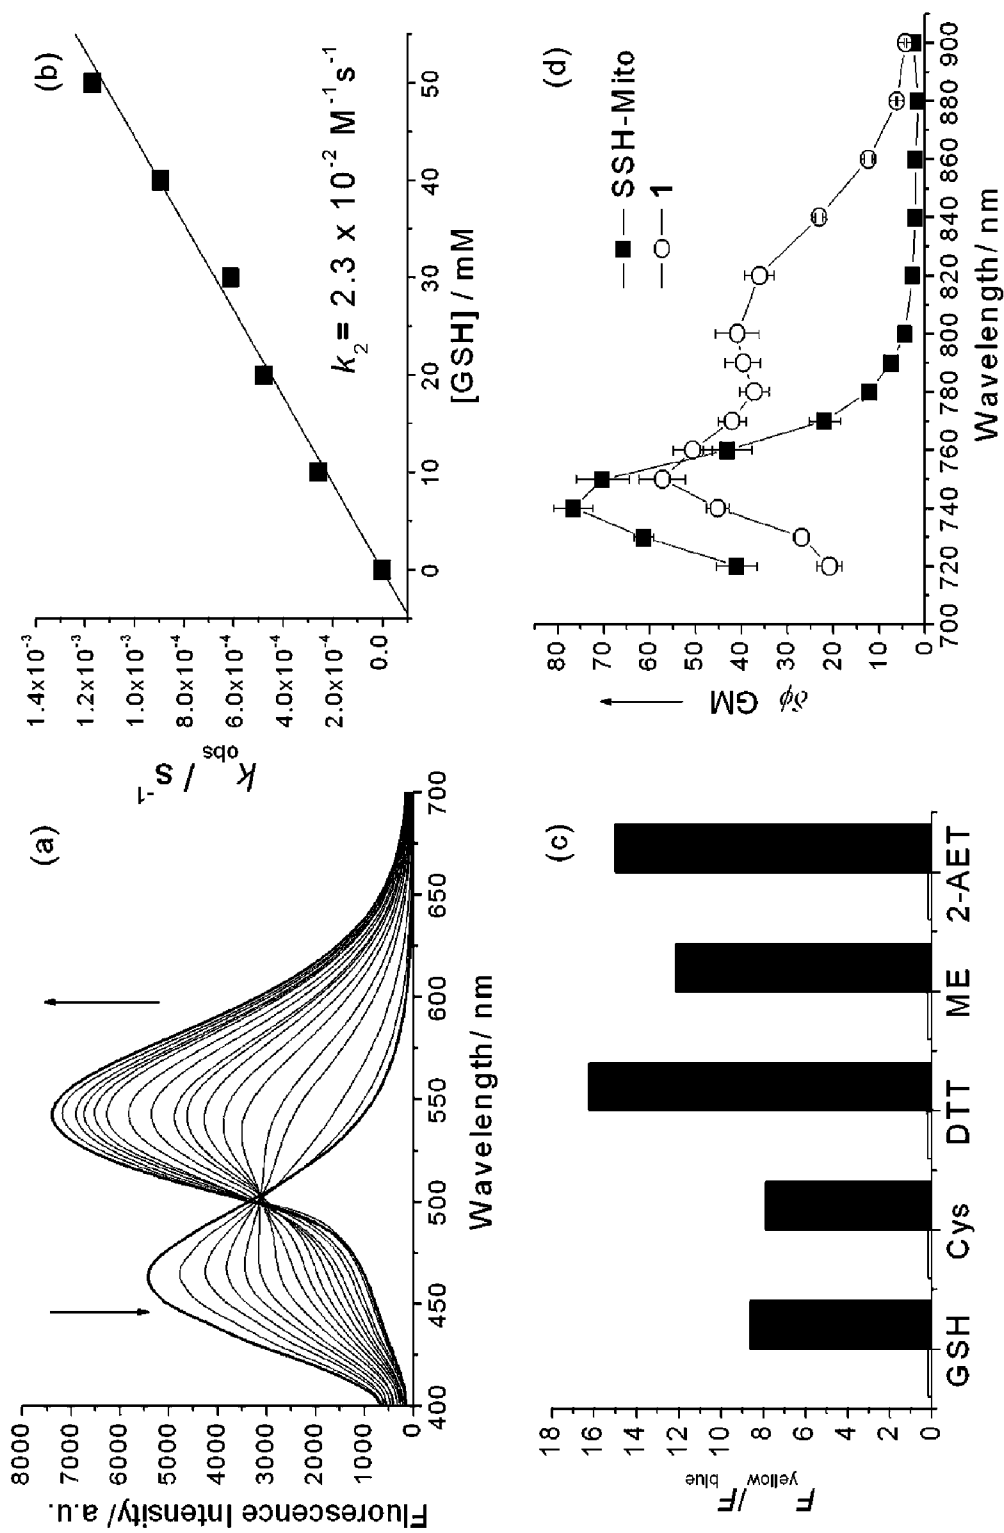 (a)
Fluorescence Intensity/ a.u.
8000
7000
6000
5000
4000
3000
2000
1000
0
400
450
500
550
600
650
700
Wavelength/ nm
(b)
k obs / s-1
1.4x10-3
1.2x10-3
1.0x10-3
8.0x10-4
6.0x10-4
4.0x10-4
2.0x10-4
0.0
k2 = 2.3 x 10-2 M-1s-1
0
10
20
30
40
50
[GSH] / mM
(c)
Fyellow/Fblue
18
16
14
12
10
8
6
4
2
0
GSH
Cys
DTT
ME
2-AET
(d)
δϕ GM
80
70
60
50
40
30
20
10
0
SSH-Mito
1
700
720
740
760
780
800
820
840
860
880
900
Wavelength/ nm